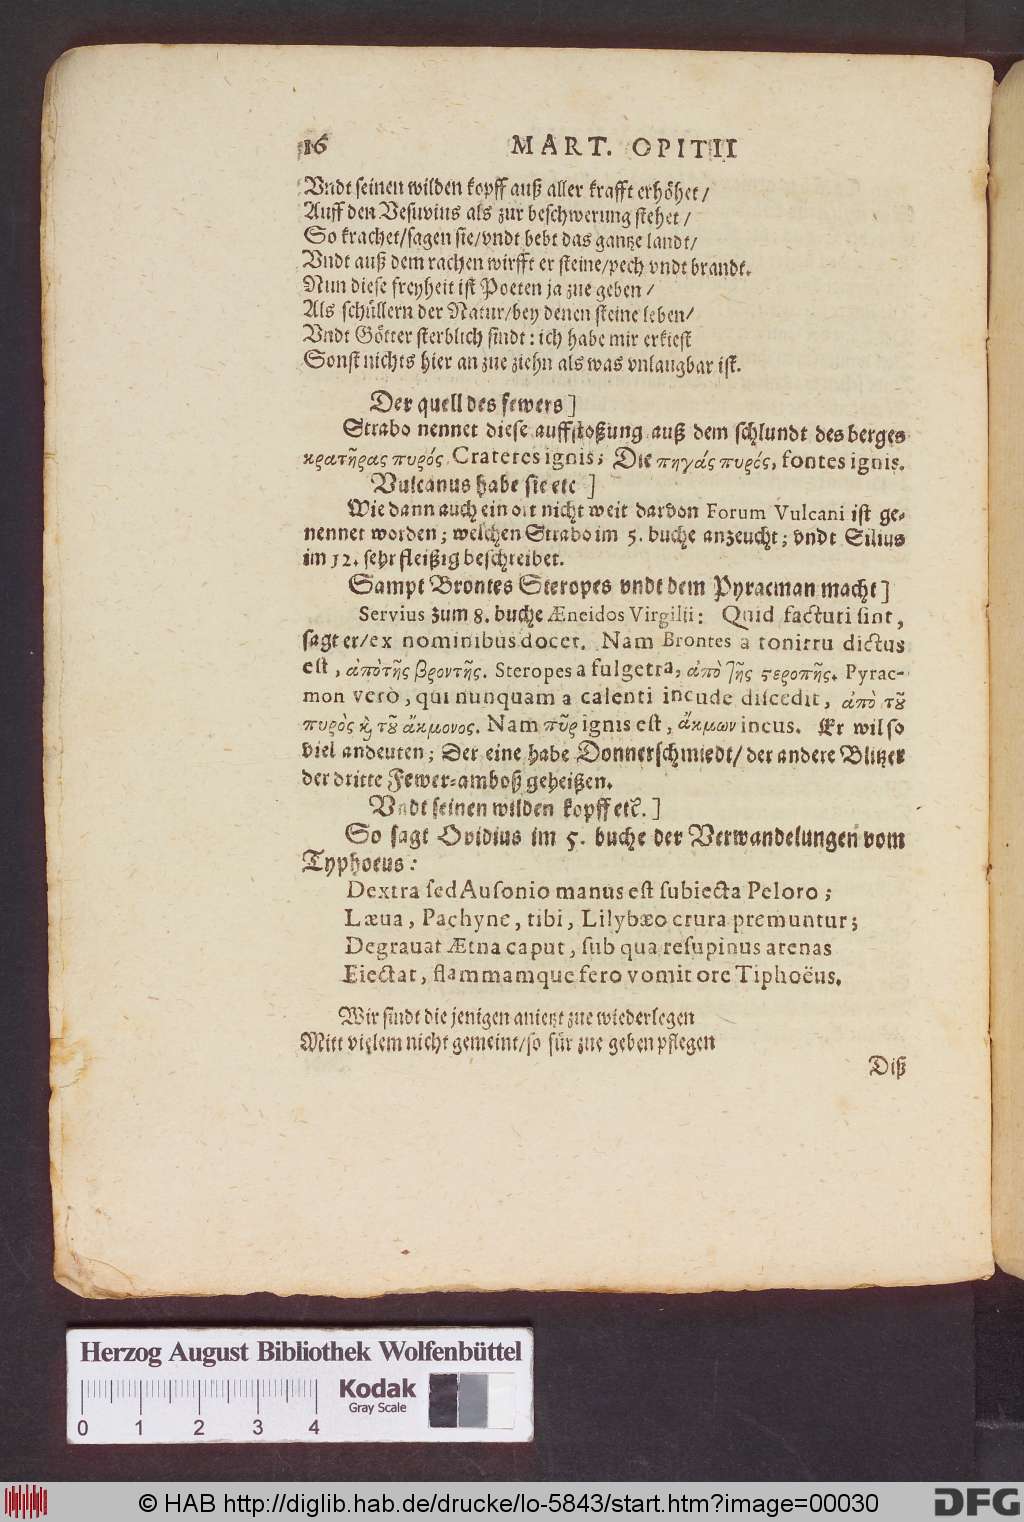 16 MART. OPITII
Vndt seinen wilden kopff auß aller krafft erhöhet /
Auff den Vesuvius als zur beschwerung stehet /
So krachet / sagen sie / vndt bebt das gantze landt /
Vndt auß dem rachen wirfft er steine / pech vndt brandt.
Nun diese freyheit ist Poeten ja zue geben /
Als schülern der Natur / bey denen steine leben /
Vndt Götter sterblich sindt : ich habe mir erkiest
Sonst nichts hier an zue ziehn als was vnlaugbar ist.
Der quell des fewers ]
Strabo nennet diese auffstoßung auß dem schlundt des berges
κρατῆρας πυρός, Crateres ignis; Die πηγάς πυρός, fontes ignis.
Vulcanus habe sie etc ]
Wie dann auch ein ort nicht weit darvon Forum Vulcani ist ge-
nennet worden ; welchen Strabo im 5. buche anzeucht ; vndt Silius
im 12. sehr fleißig beschreibet.
Sampt Brontes Steropes vndt dem Pyracman macht ]
Servius zum 8. buche Æneidos Virgilii : Quid facturi sint,
sagt er / ex nominibus docet. Nam Brontes a tonitru dictus
est, ἀπὸ τῆς βροντῆς. Steropes a fulgetra, ἀπὸ τῆς ϛεροπῆς. Pyrac-
mon verò, qui nunquam a calenti incude discedit, ἀπὸ τοῦ
πυρὸς ϗ τοῦ ἄκμονος. Nam πῦρ ignis est, ἄκμων incus. Er wil so
viel andeuten ; Der eine habe Donnerschmiedt / der andere Blitzer
der dritte Fewer-amboß geheißen.
Vndt seinen wilden kopff etc. ]
So sagt Ovidius im 5. buche der Verwandelungen vom
Typhoeus :
Dextra sed Ausonio manus est subiecta Peloro ;
Læua, Pachyne, tibi, Lilybæo crura premuntur ;
Degrauat Ætna caput, sub qua resupinus arenas
Eiectat, flammamque fero vomit ore Tiphoëus.
Wir sindt die jenigen anietzt zue wiederlegen
Mitt vielem nicht gemeint / so für zue geben pflegen
Diß
Herzog August Bibliothek Wolfenbüttel
Kodak
Gray Scale
0 1 2 3 4
© HAB http://diglib.hab.de/drucke/lo-5843/start.htm?image=00030
DFG